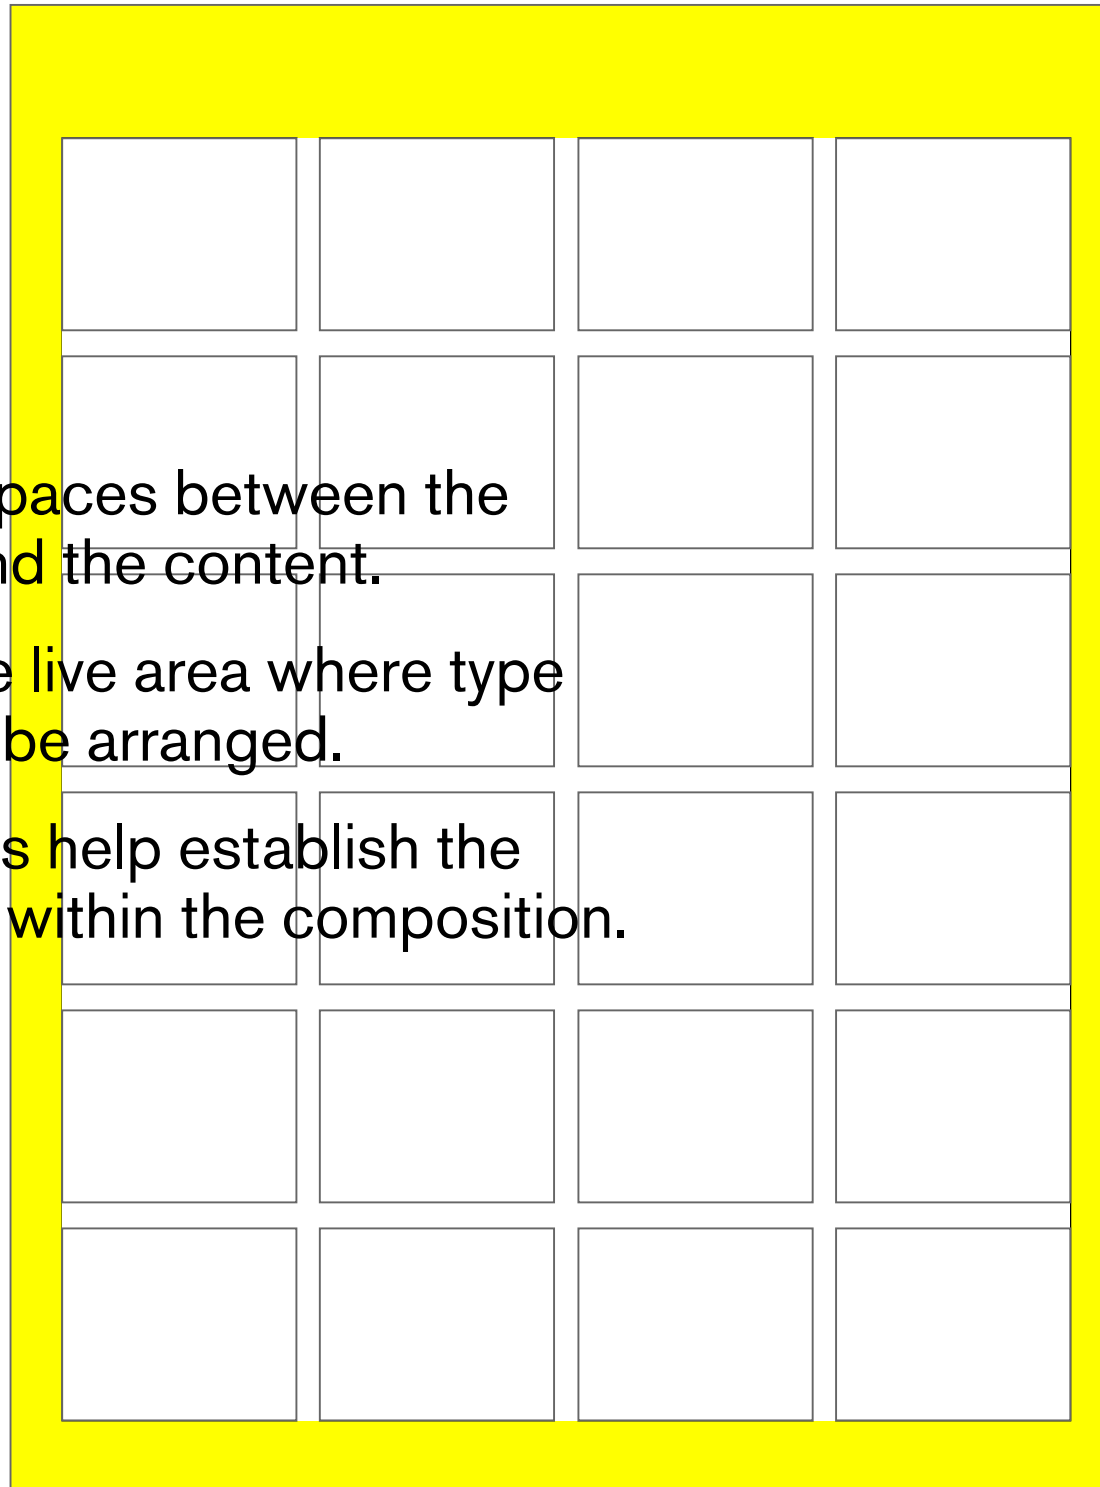 paces between the
nd the content.
e live area where type
be arranged.
s help establish the
within the composition.